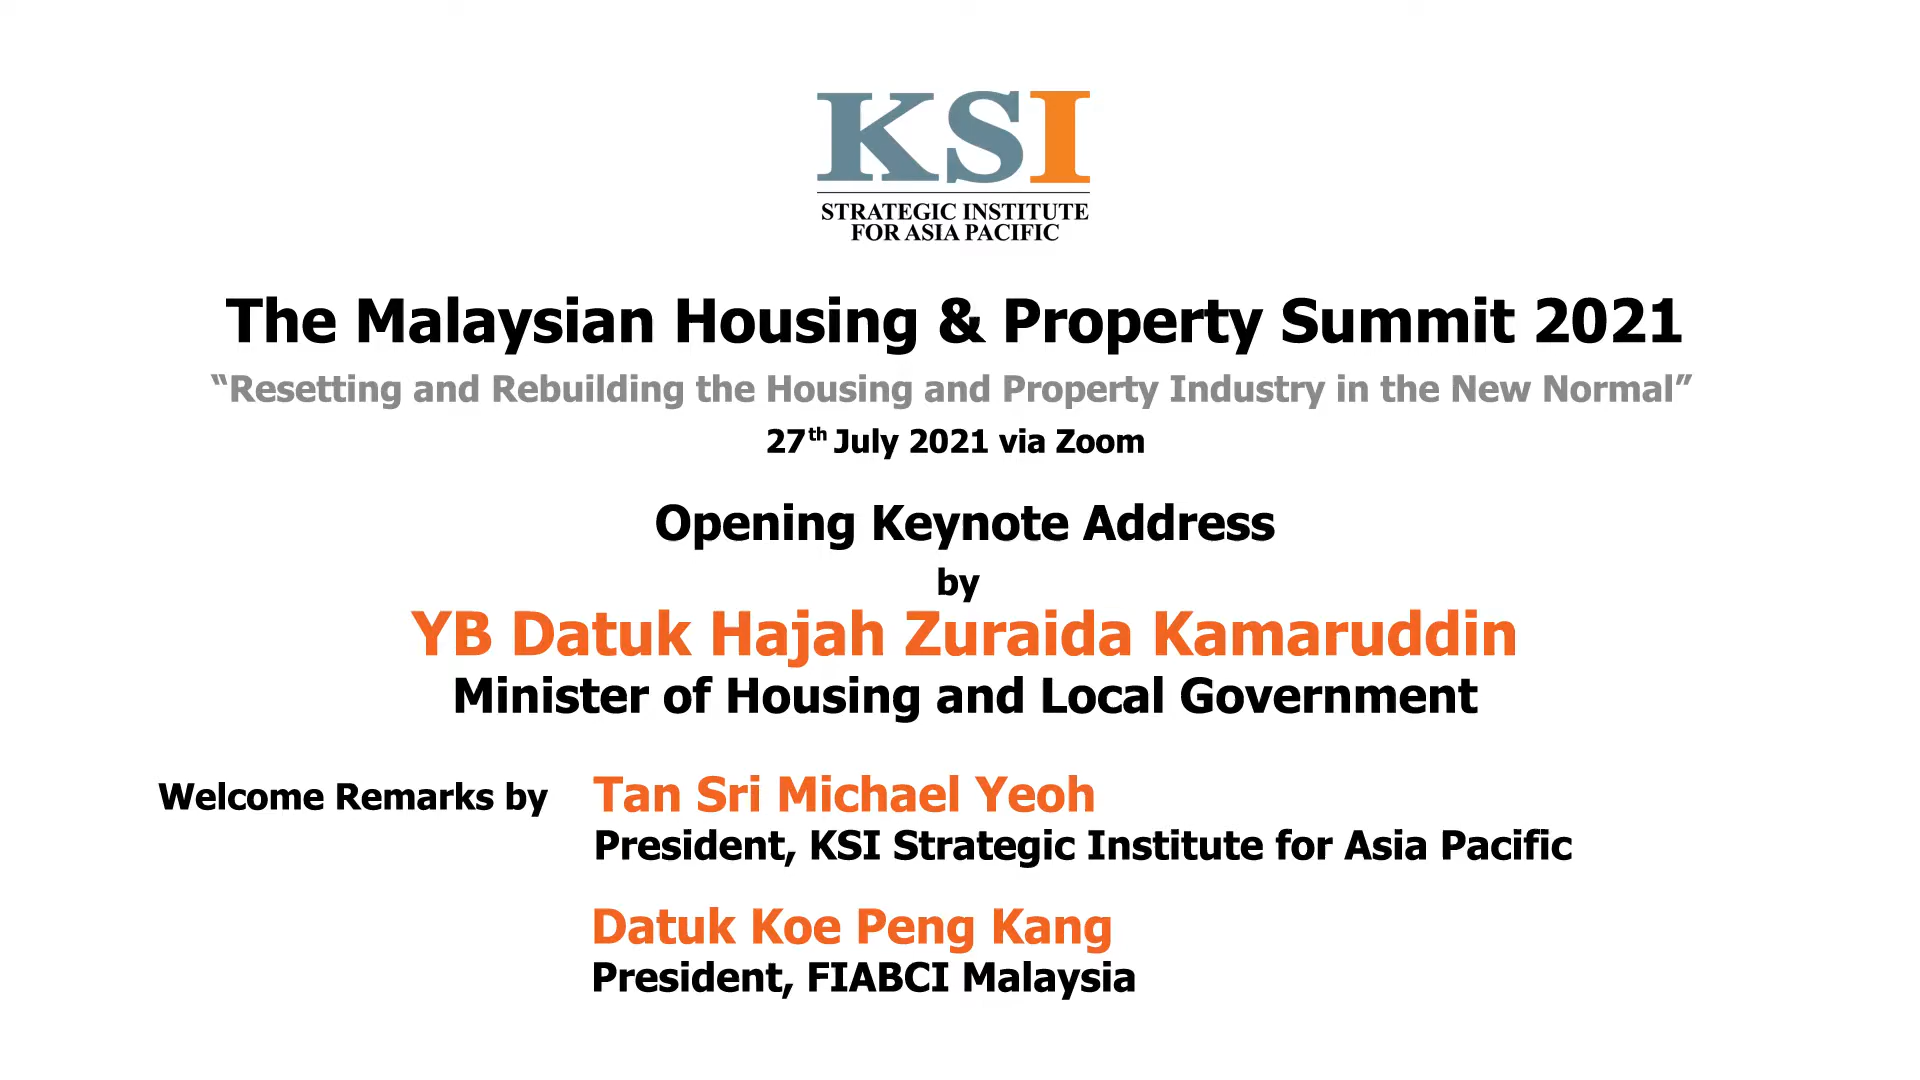 KSI
STRATEGIC INSTITUTE
FOR ASIA PACIFIC
The Malaysian Housing & Property Summit 2021
“Resetting and Rebuilding the Housing and Property Industry in the New Normal”
27th July 2021 via Zoom
Opening Keynote Address
by
YB Datuk Hajah Zuraida Kamaruddin
Minister of Housing and Local Government
Welcome Remarks by Tan Sri Michael Yeoh
President, KSI Strategic Institute for Asia Pacific
Datuk Koe Peng Kang
President, FIABCI Malaysia